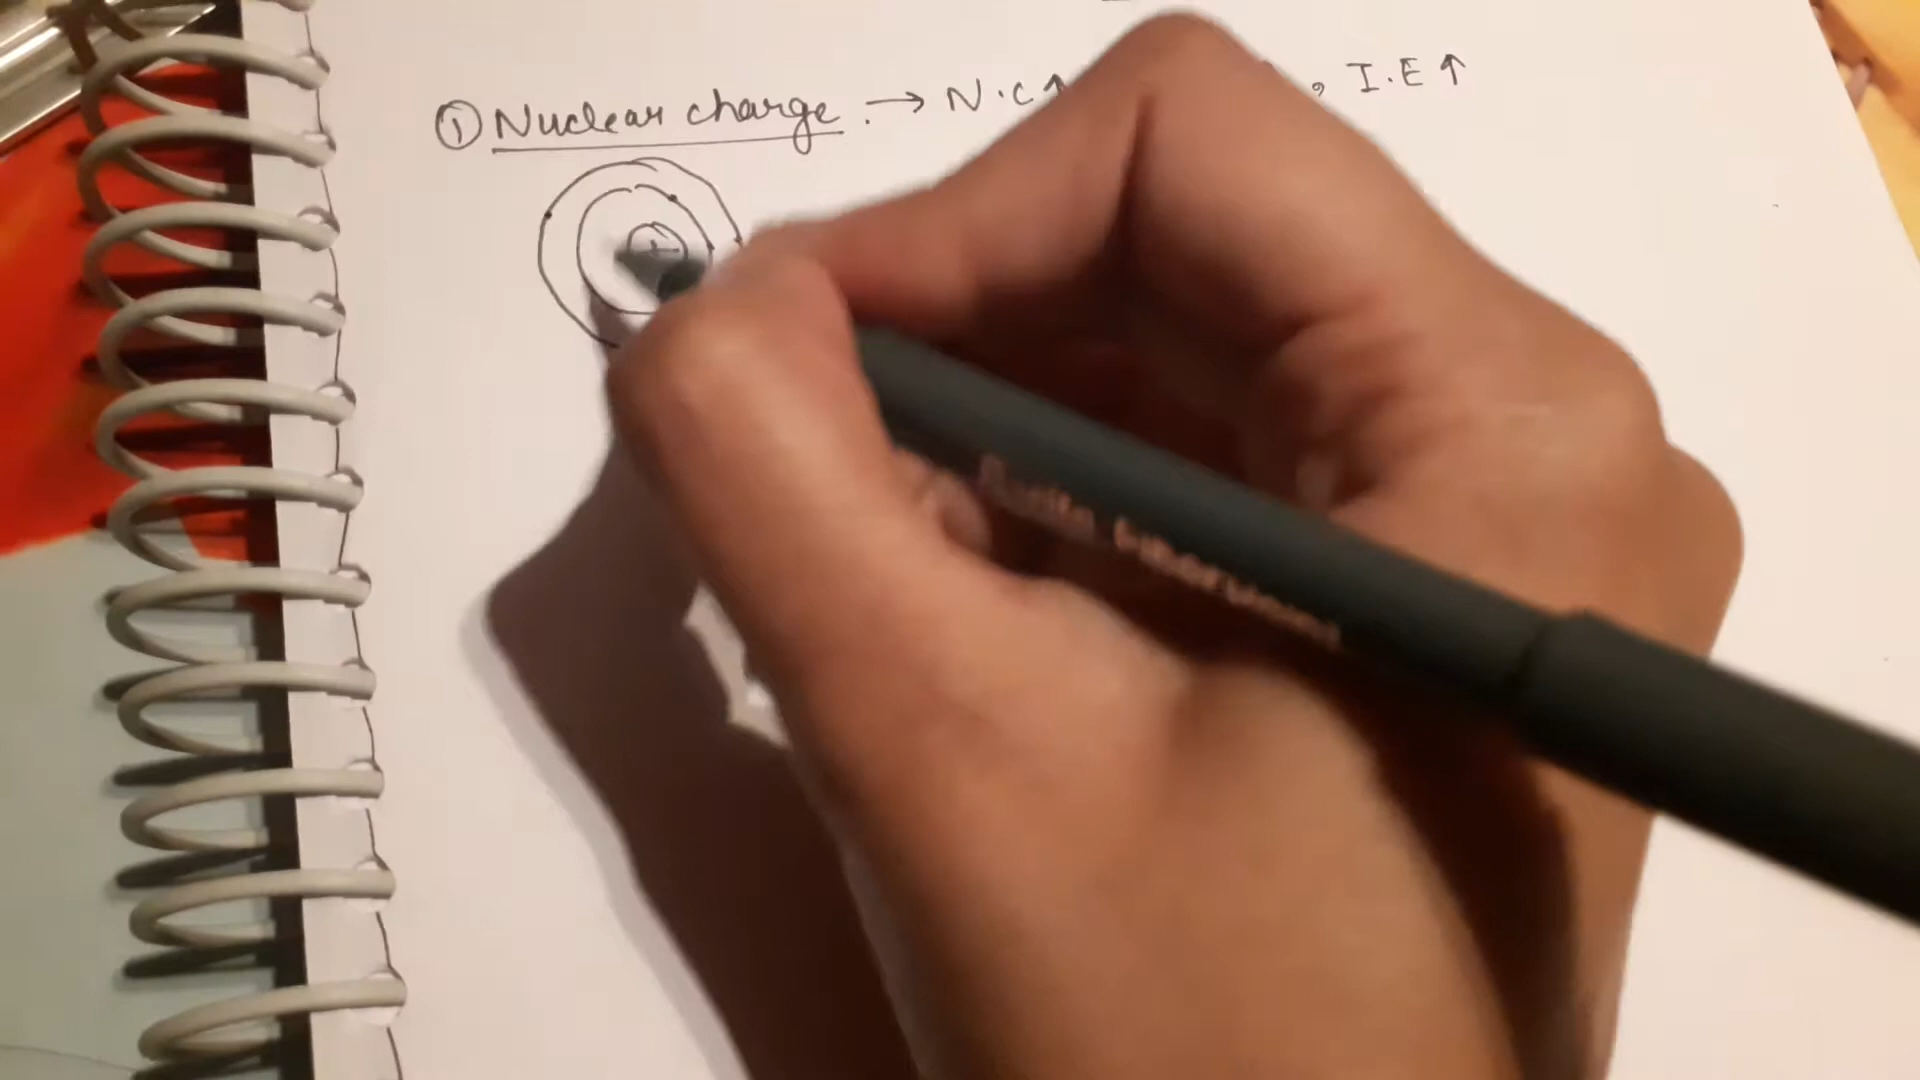 ① Nuclear charge. → N.C↑ , I.E↑
+